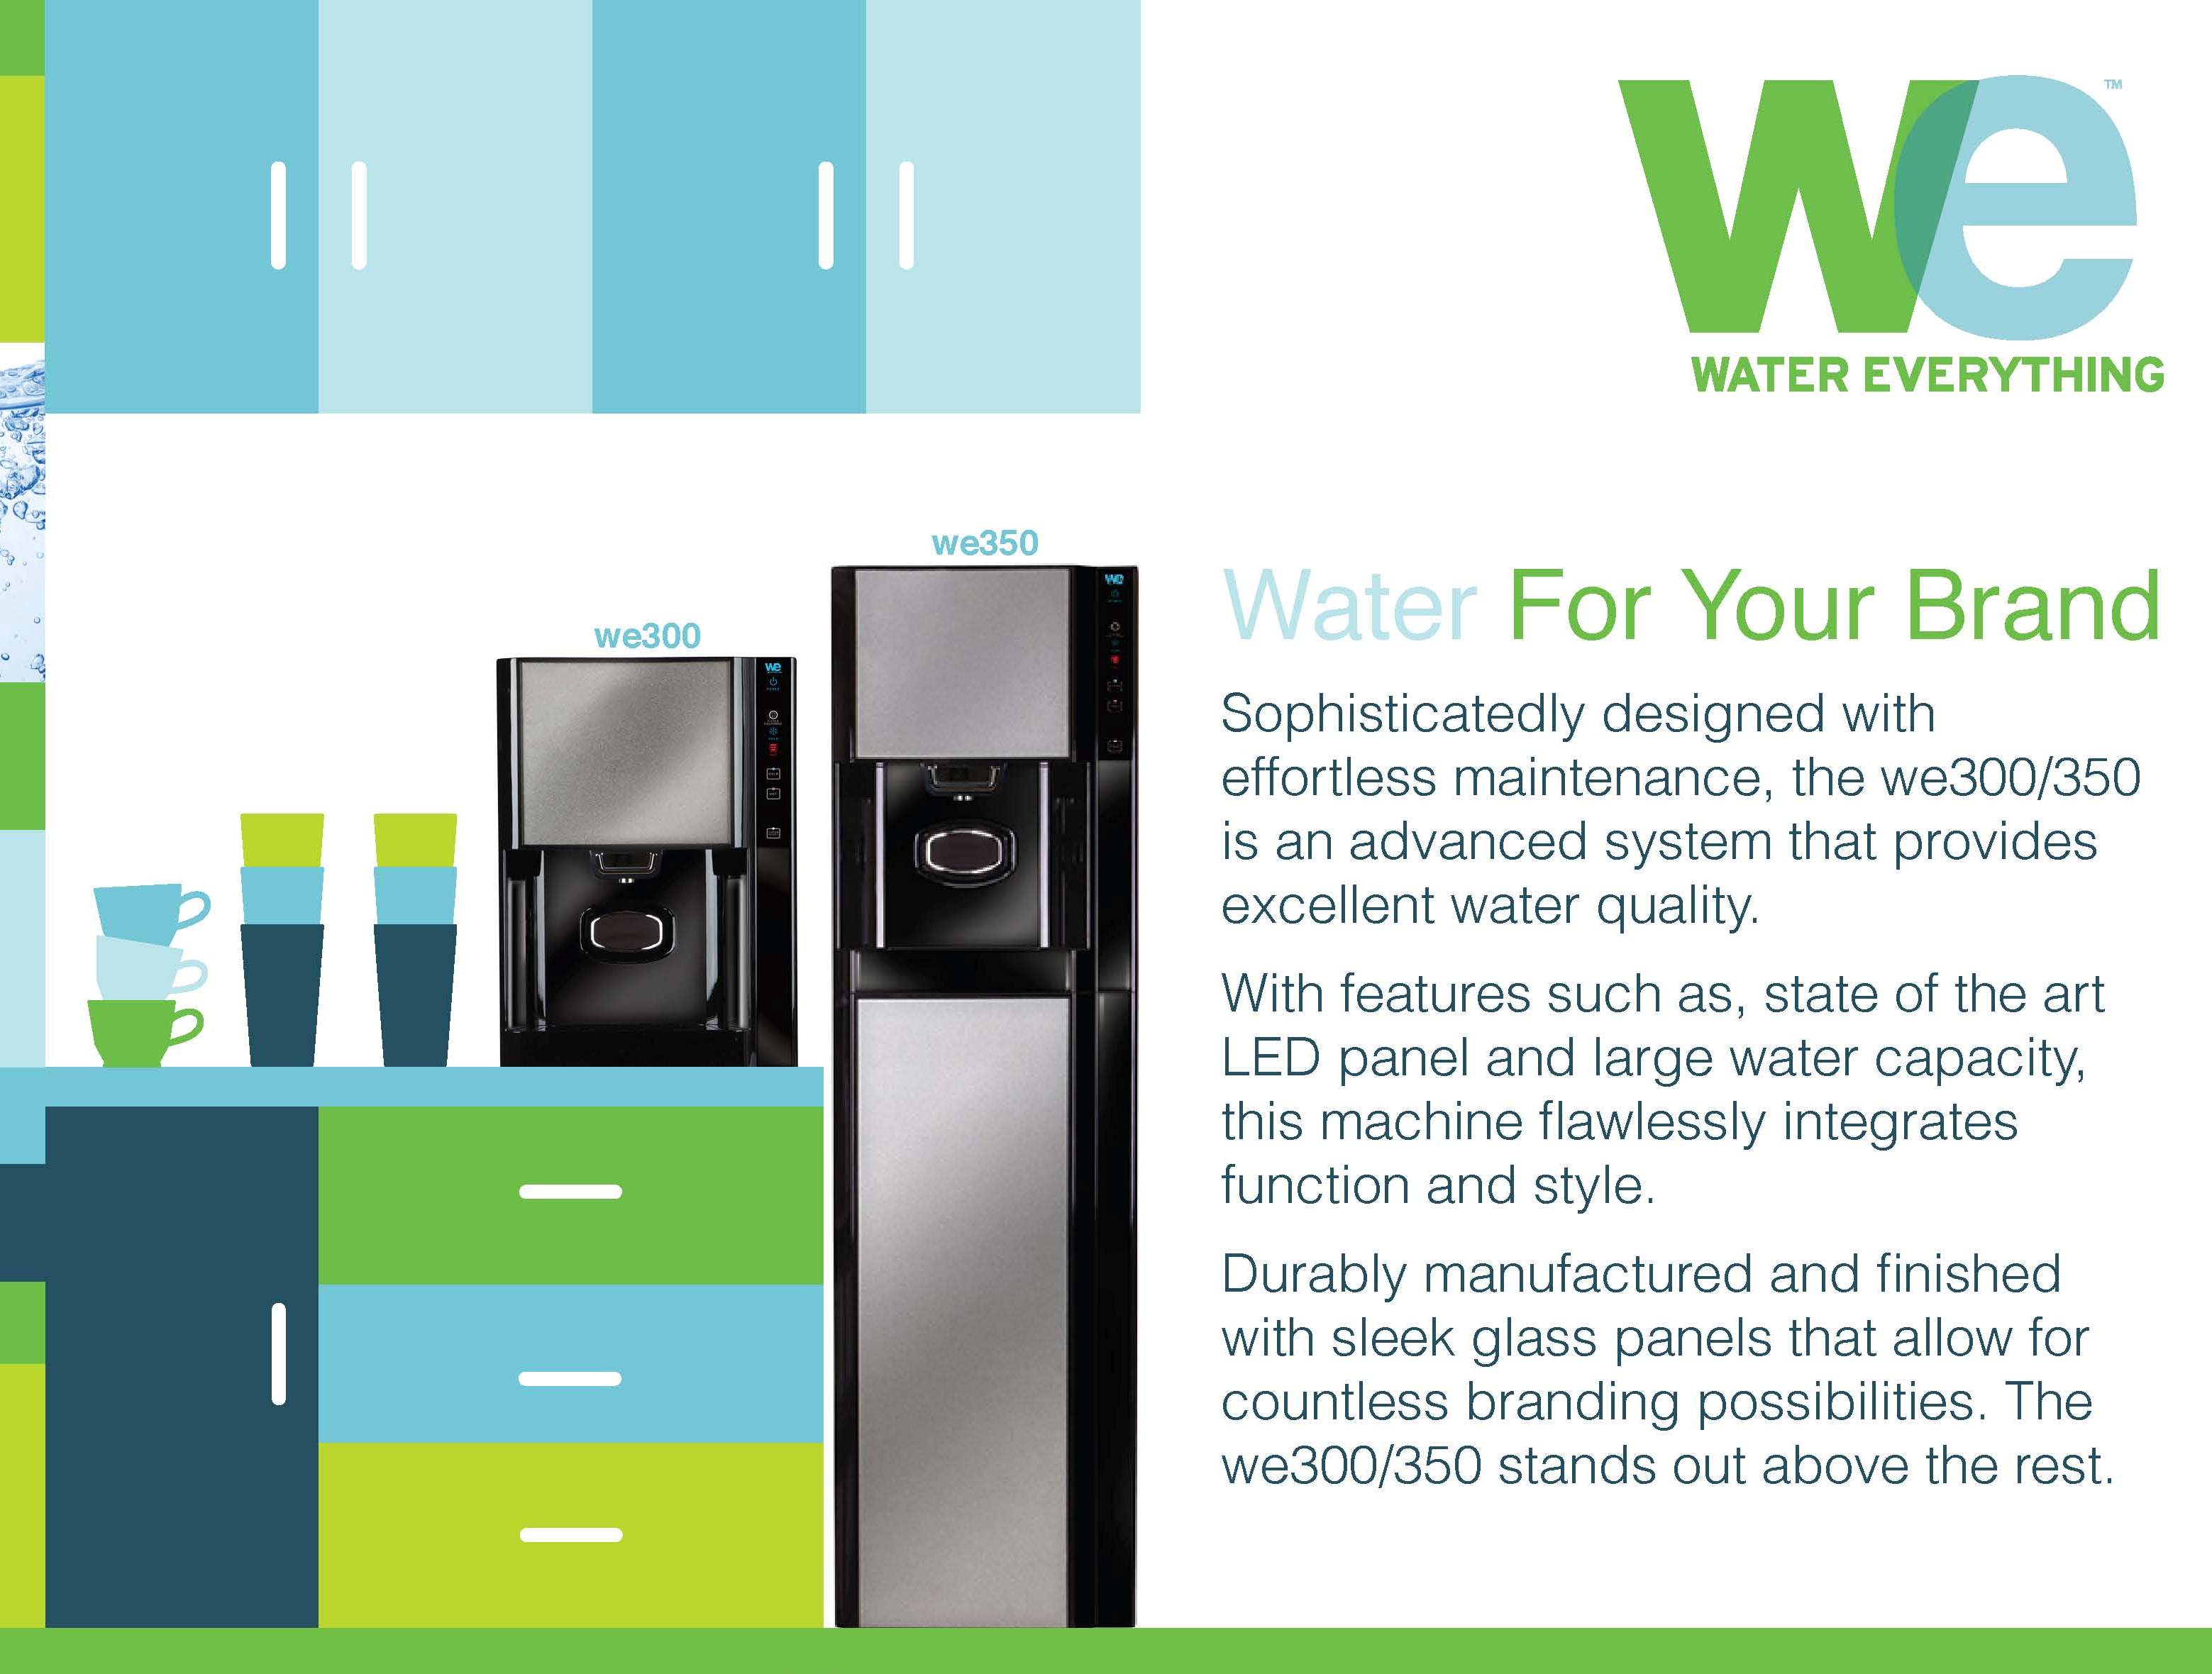 we
TM
WATER EVERYTHING
we350
we
we300
we
Water For Your Brand
Sophisticatedly designed with
effortless maintenance, the we300/350
is an advanced system that provides
excellent water quality.
With features such as, state of the art
LED panel and large water capacity,
this machine flawlessly integrates
function and style.
Durably manufactured and finished
with sleek glass panels that allow for
countless branding possibilities. The
we300/350 stands out above the rest.